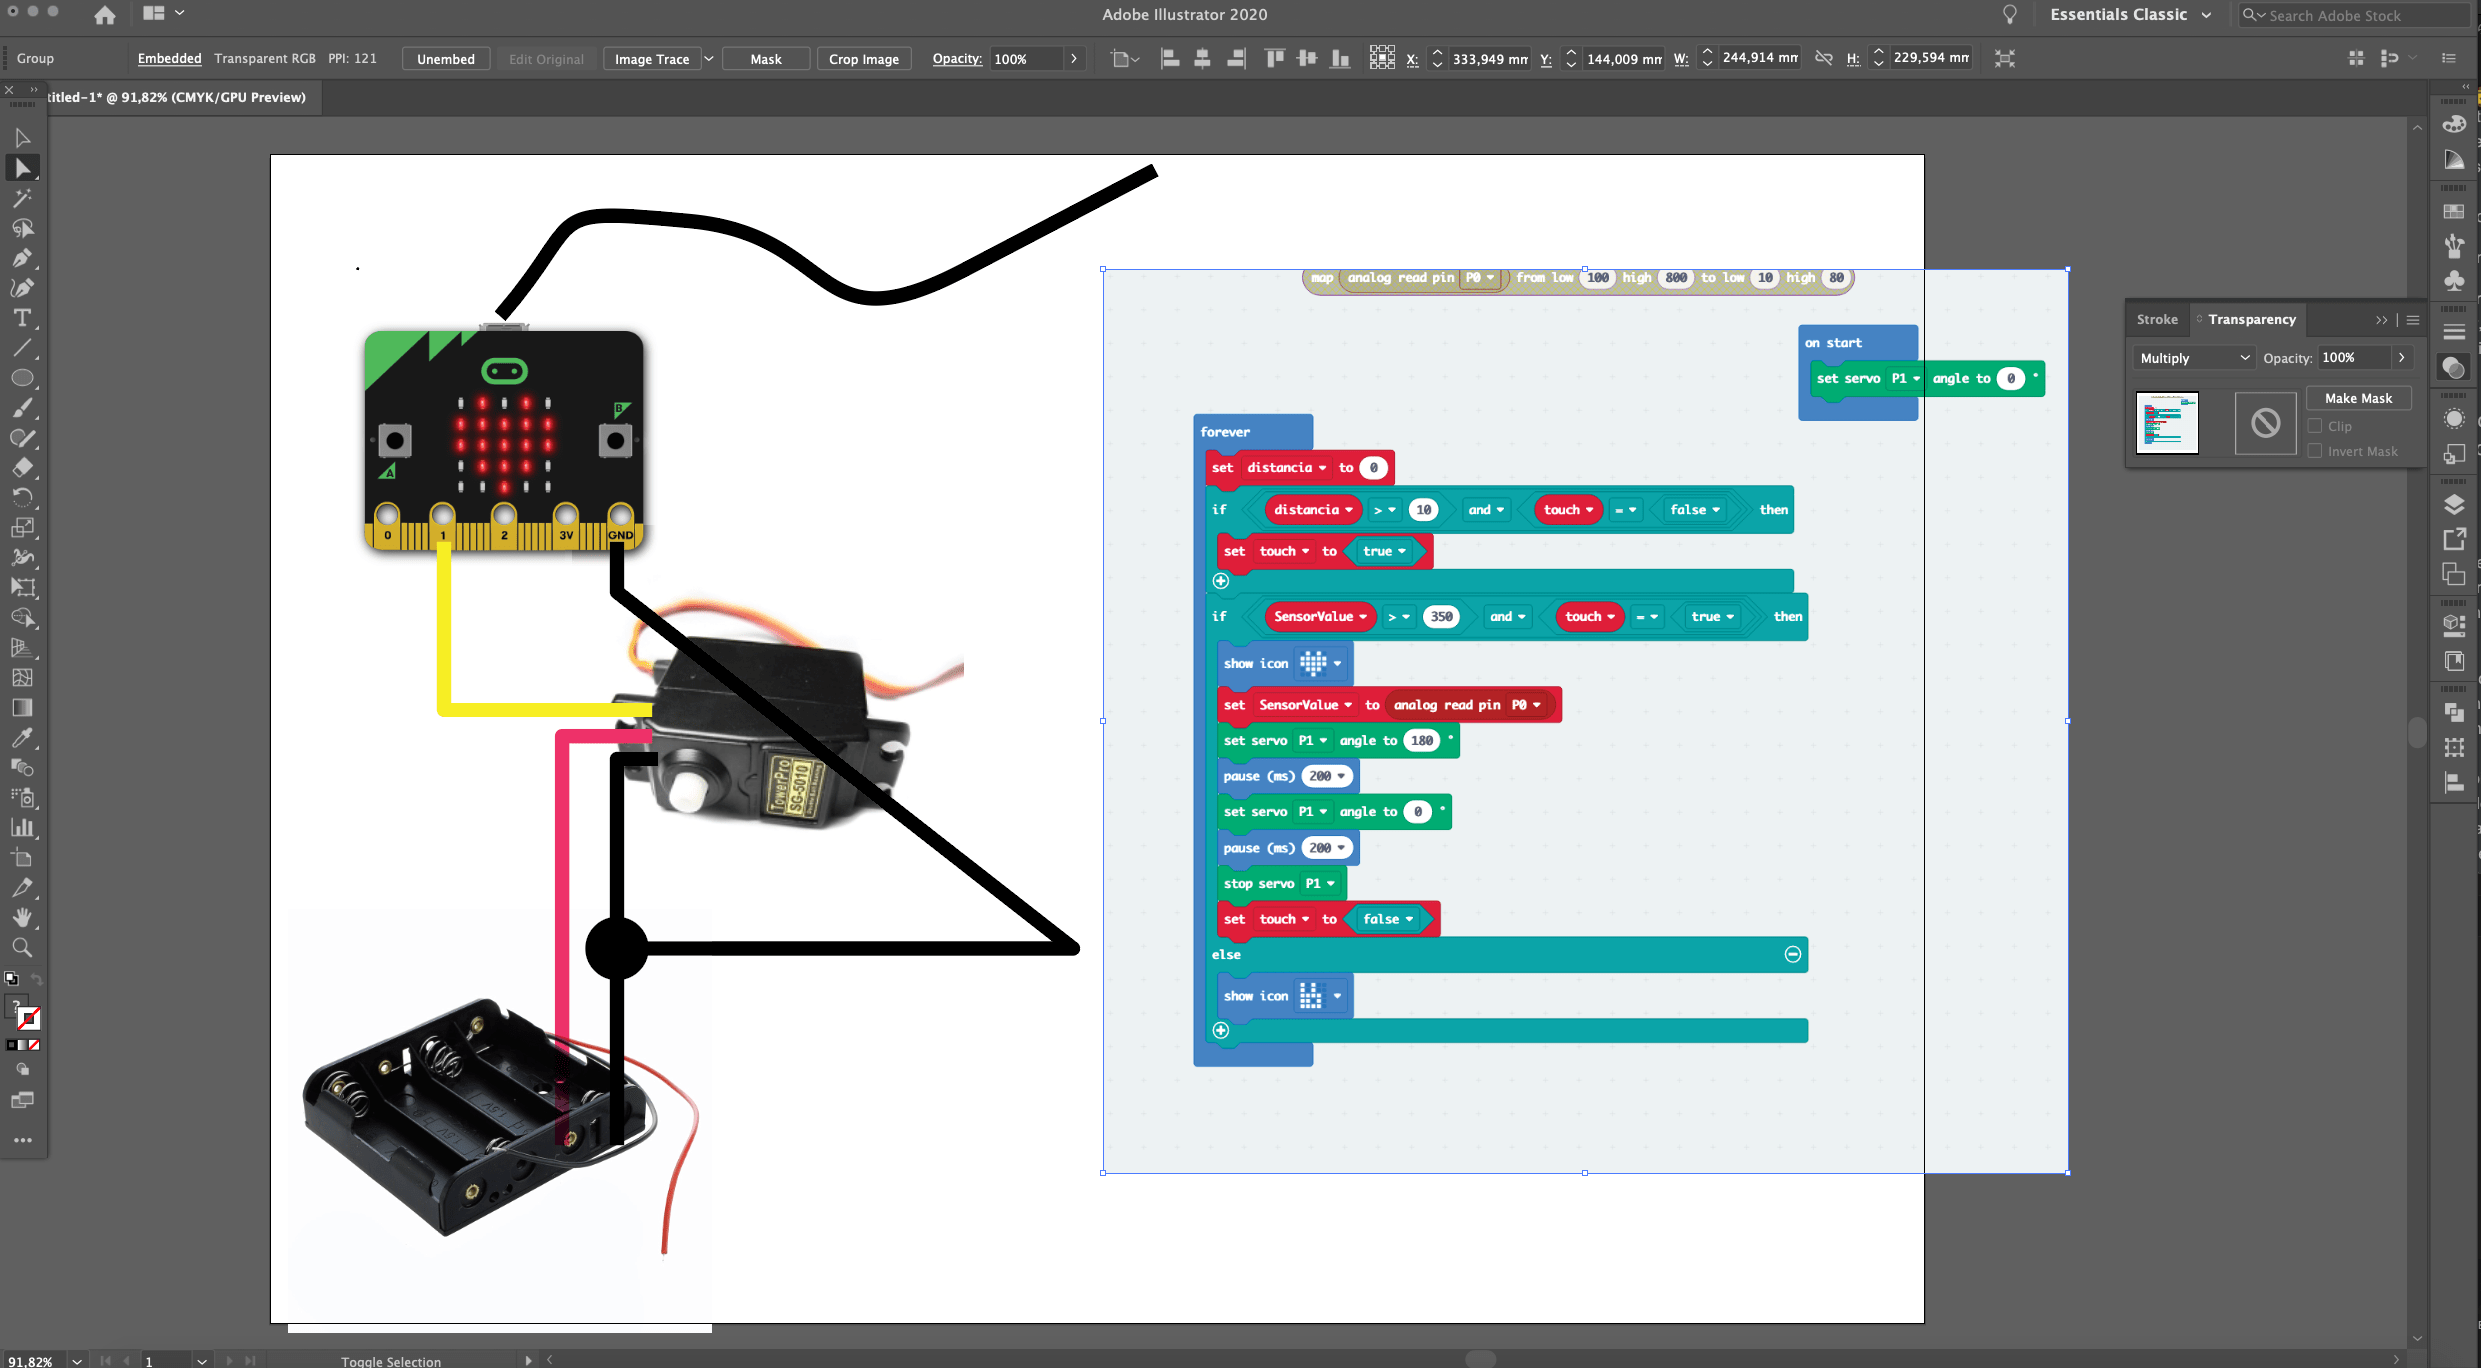 Adobe Illustrator 2020
Essentials Classic
Search Adobe Stock
Group
Embedded Transparent RGB PPI: 121
Unembed
Edit Original
Image Trace
Mask
Crop Image
Opacity: 100%
X: 333,949 mm
Y: 144,009 mm
W: 244,914 mm
H: 229,594 mm
titled-1* @ 91,82% (CMYK/GPU Preview)
map analog read pin P0 from low 100 high 800 to low 10 high 80
on start
set servo P1 angle to 0 °
Stroke
Transparency
Multiply
Opacity: 100%
Make Mask
Clip
Invert Mask
B
A
0 1 2 3V GND
TowerPro
SG-5010
forever
set distancia to 0
if distancia > 10 and touch = false then
set touch to true
if SensorValue > 350 and touch = true then
show icon
set SensorValue to analog read pin P0
set servo P1 angle to 180 °
pause (ms) 200
set servo P1 angle to 0 °
pause (ms) 200
stop servo P1
set touch to false
else
show icon
91,82%
1
Toggle Selection